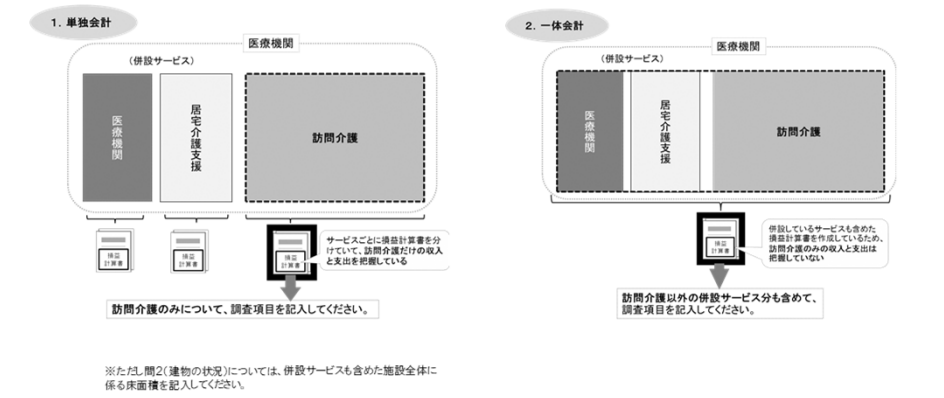 1．単独会計
医療機関
（併設サービス）
医療機関
居宅介護支援
訪問介護
損益
計算書
損益
計算書
損益
計算書
サービスごとに損益計算書を分
けていて、訪問介護だけの収入
と支出を把握している
訪問介護のみについて、調査項目を記入してください。
※ただし問2（建物の状況）については、併設サービスも含めた施設全体に
係る床面積を記入してください。
2．一体会計
医療機関
（併設サービス）
医療機関
居宅介護支援
訪問介護
損益
計算書
併設しているサービスも含めた
損益計算書を作成しているため、
訪問介護のみの収入と支出は
把握していない
訪問介護以外の併設サービス分も含めて、
調査項目を記入してください。